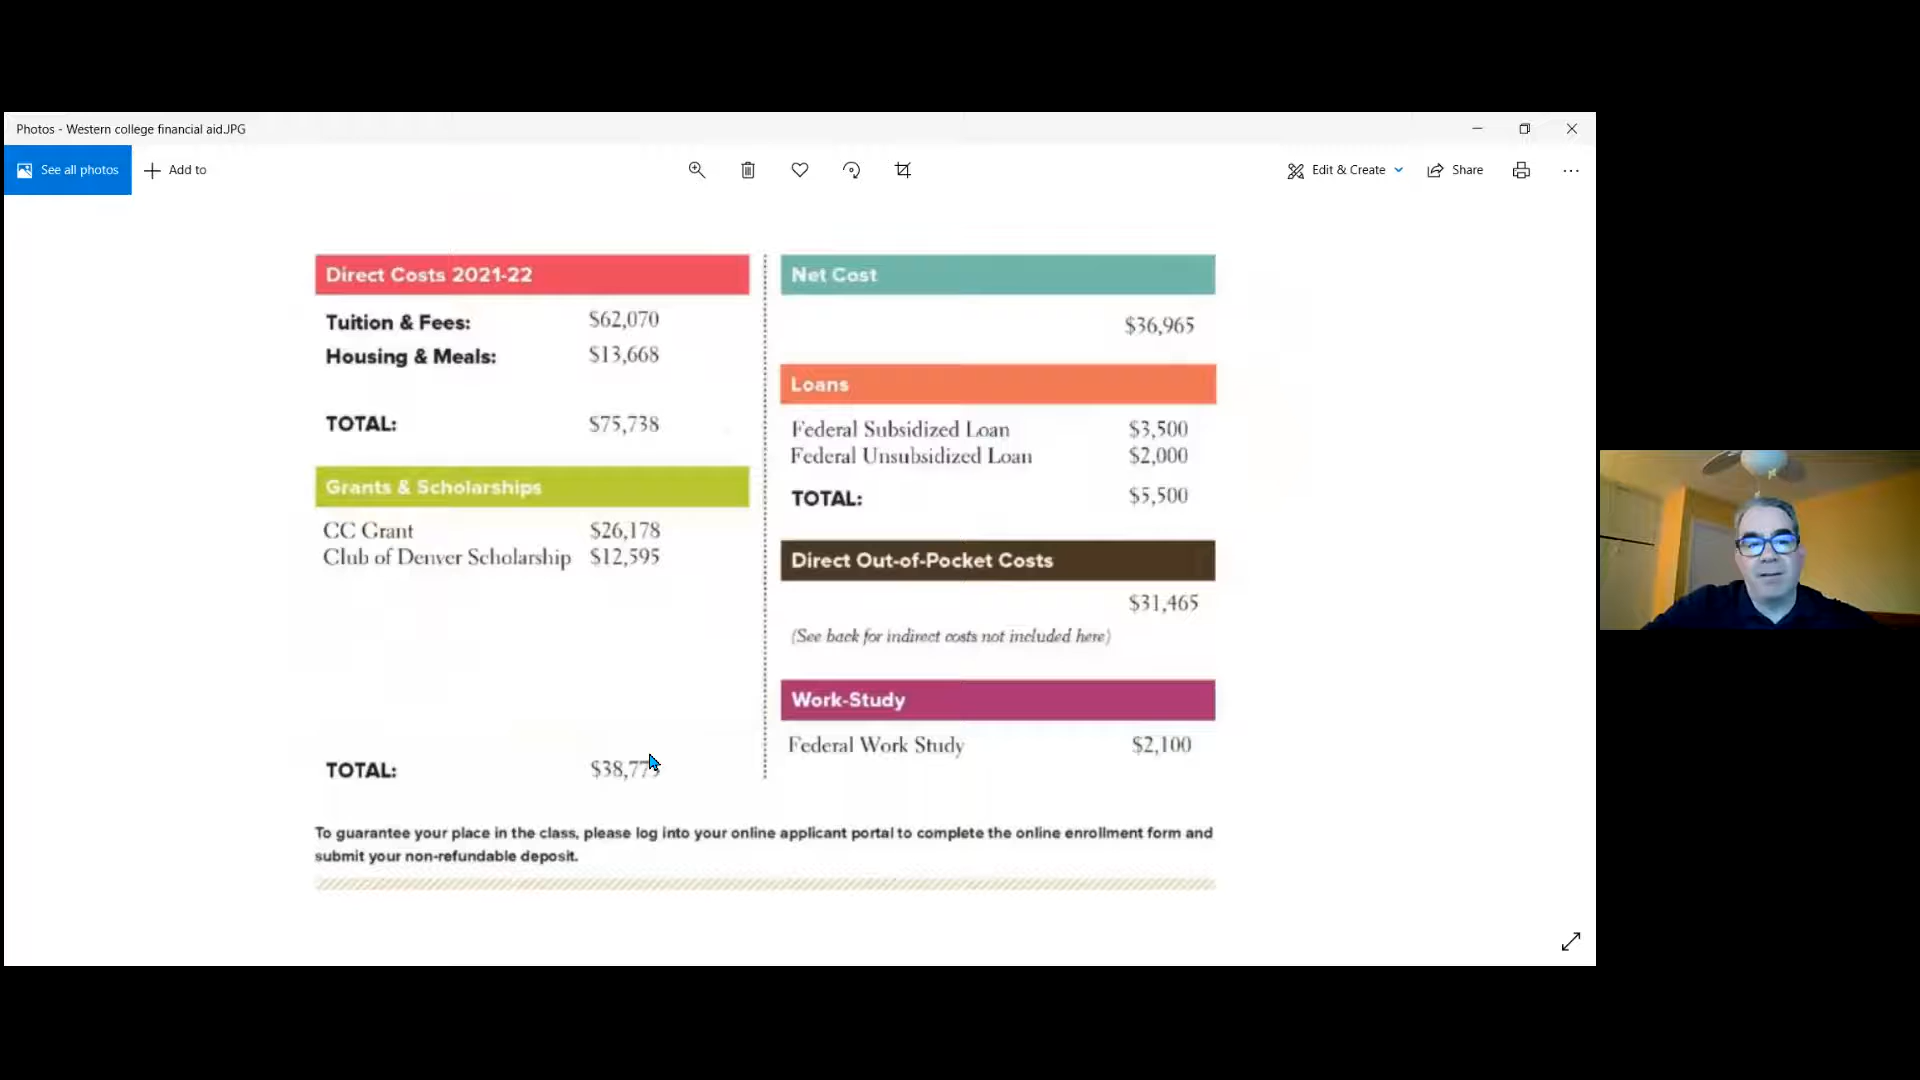 Photos - Western college financial aid.JPG
See all photos
Add to
Edit & Create
Share
Direct Costs 2021-22
Tuition & Fees: $62,070
Housing & Meals: $13,668
TOTAL: $75,738
Grants & Scholarships
CC Grant $26,178
Club of Denver Scholarship $12,595
TOTAL:
Net Cost
$36,965
Loans
Federal Subsidized Loan $3,500
Federal Unsubsidized Loan $2,000
TOTAL: $5,500
Direct Out-of-Pocket Costs
$31,465
(See back for indirect costs not included here)
Work-Study
Federal Work Study $2,100
To guarantee your place in the class, please log into your online applicant portal to complete the online enrollment form and
submit your non-refundable deposit.